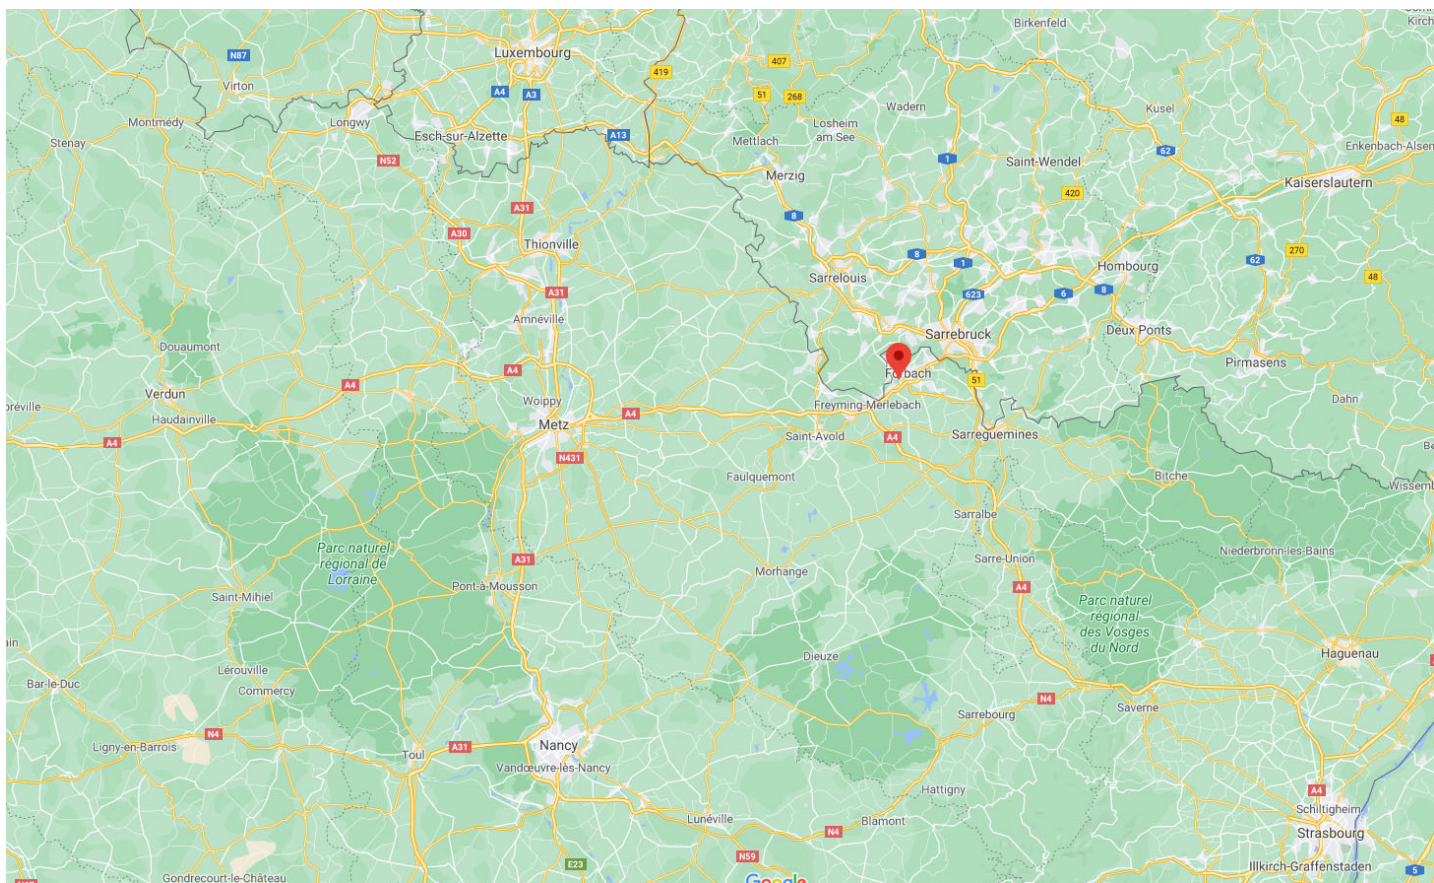 Birkenfeld
Kirch
Luxembourg
N87
407
419
Virton
A4
A3
51
268
Wadern
Kusel
Montmédy
Longwy
Losheim
am See
48
Stenay
Esch-sur-Alzette
A13
Mettlach
62
Enkenbach-Alsen
N52
1
Saint-Wendel
Merzig
Kaiserslautern
420
A31
8
A30
Thionville
8
1
62
270
Hombourg
Sarrelouis
48
A31
623
6
8
Amnéville
Sarrebruck
Deux Ponts
Douaumont
Pirmasens
A4
Forbach
51
A4
Verdun
Woippy
Dahn
Freyming-Merlebach
Haudainville
A4
Metz
Saint-Avold
A4
Sarreguemines
A4
N431
Faulquemont
Bitche
Wissemb
Sarralbe
Parc naturel
régional de
Lorraine
A31
Sarre-Union
Niederbronn-les-Bains
Morhange
Pont-à-Mousson
A4
Saint-Mihiel
Parc naturel
régional
des Vosges
du Nord
Dieuze
Haguenau
Lérouville
Bar-le-Duc
Commercy
N4
Saverne
Sarrebourg
N4
Ligny-en-Barrois
Toul
A31
Nancy
Vandœuvre-lès-Nancy
Hattigny
A4
Lunéville
Blamont
Schiltigheim
N4
Strasbourg
N59
E23
Illkirch-Graffenstaden
5
Gondrecourt-le-Château
Google